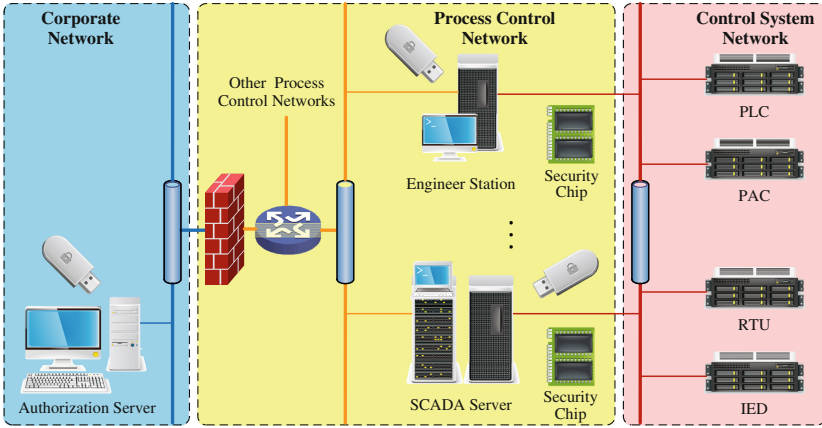 Corporate
Network
Process Control
Network
Control System
Network
Other Process
Control Networks
>_
Engineer Station
Security
Chip
PLC
PAC
>_
RTU
Authorization Server
SCADA Server
Security
Chip
IED